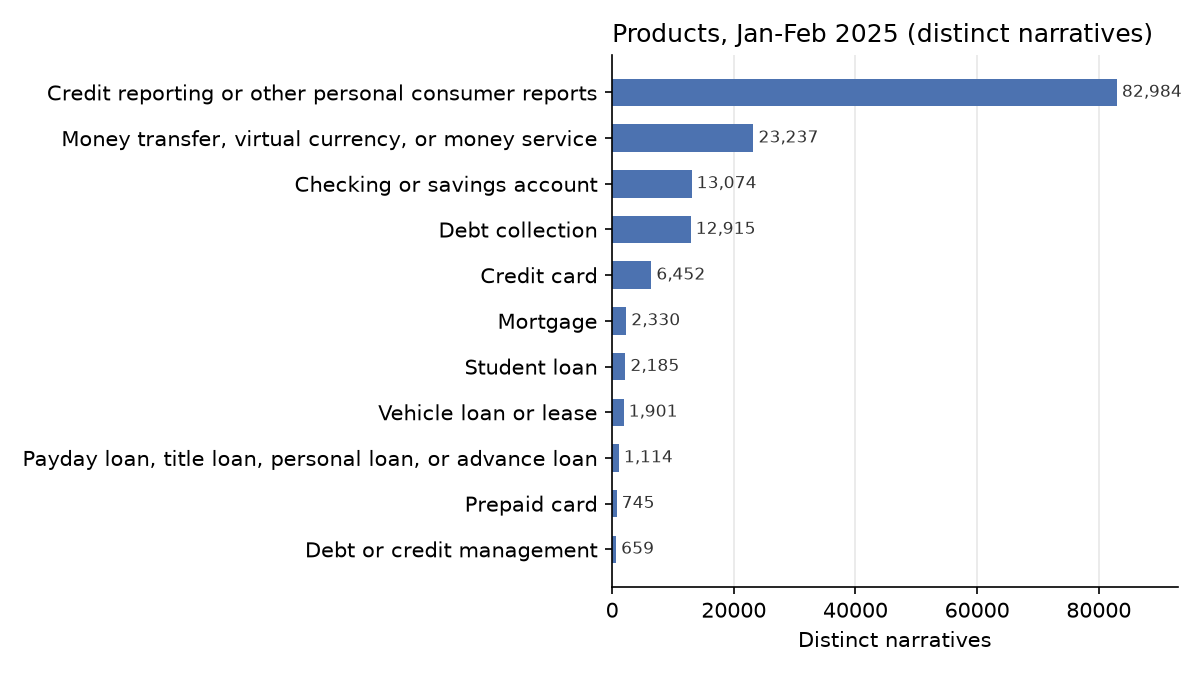 Products, Jan-Feb 2025 (distinct narratives)
Credit reporting or other personal consumer reports 82,984
Money transfer, virtual currency, or money service 23,237
Checking or savings account 13,074
Debt collection 12,915
Credit card 6,452
Mortgage 2,330
Student loan 2,185
Vehicle loan or lease 1,901
Payday loan, title loan, personal loan, or advance loan 1,114
Prepaid card 745
Debt or credit management 659
0 20000 40000 60000 80000
Distinct narratives